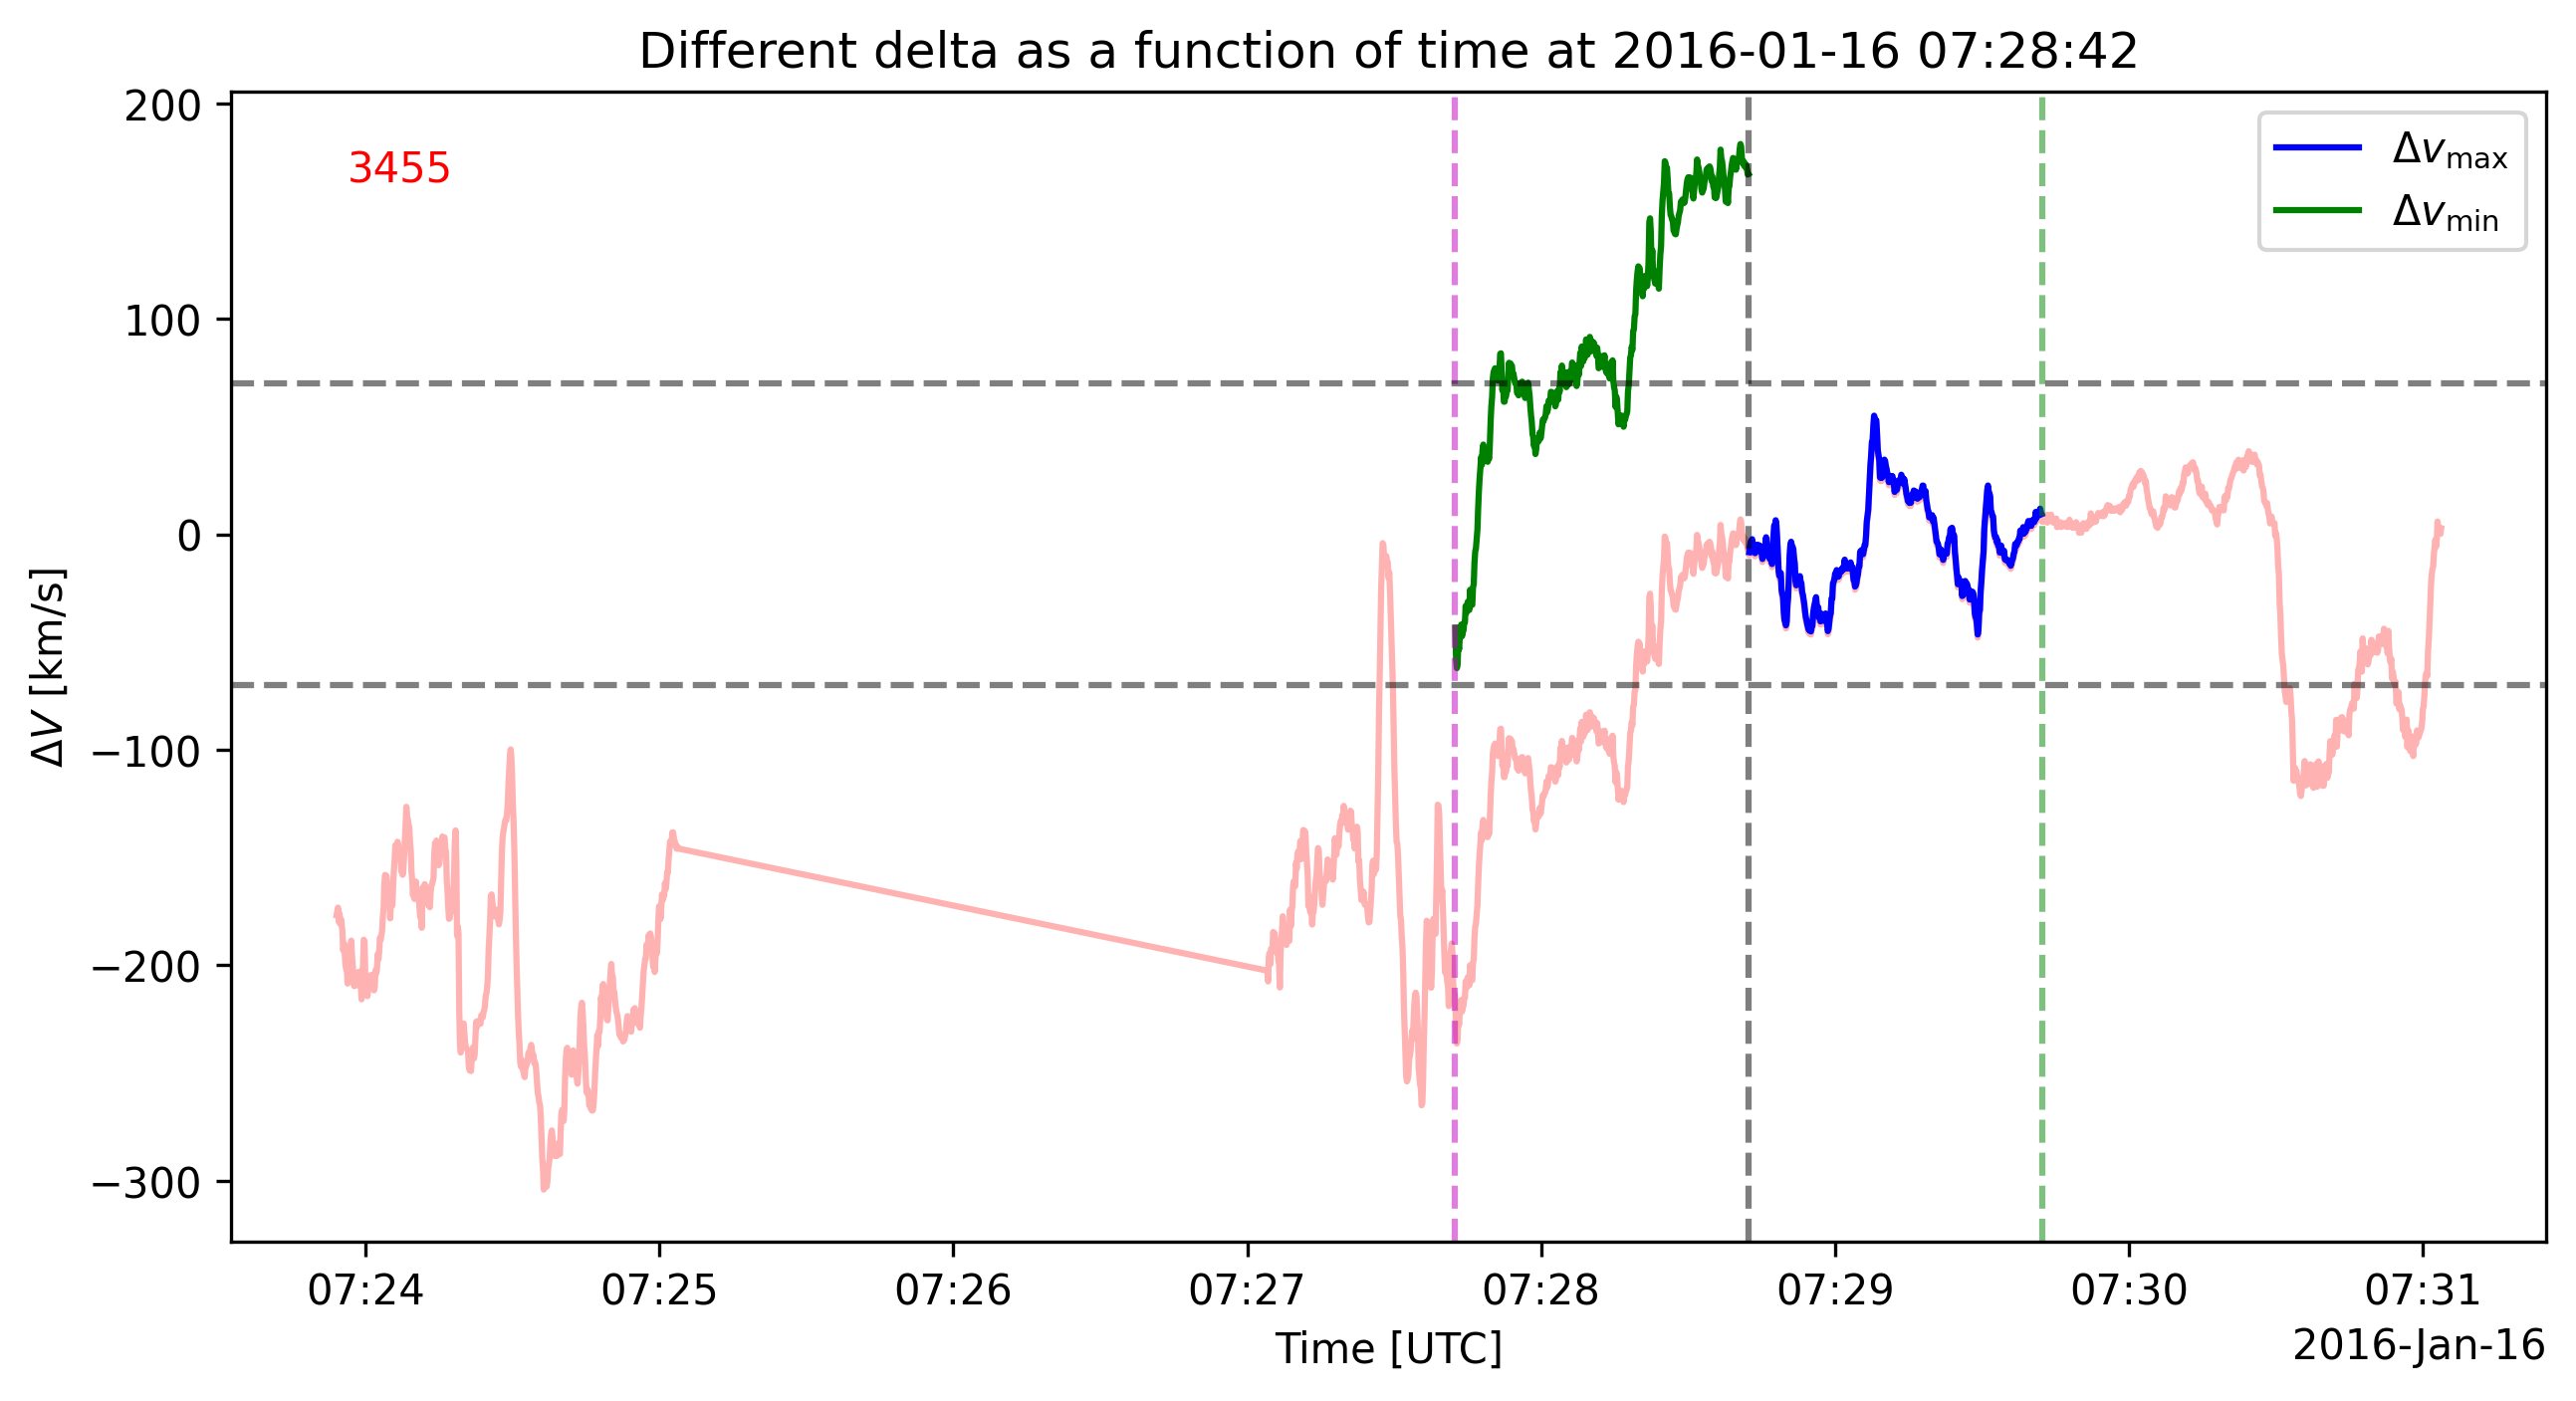 Different delta as a function of time at 2016-01-16 07:28:42
200
100
0
−100
−200
−300
ΔV [km/s]
3455
Δv_max
Δv_min
07:24 07:25 07:26 07:27 07:28 07:29 07:30 07:31
Time [UTC]
2016-Jan-16